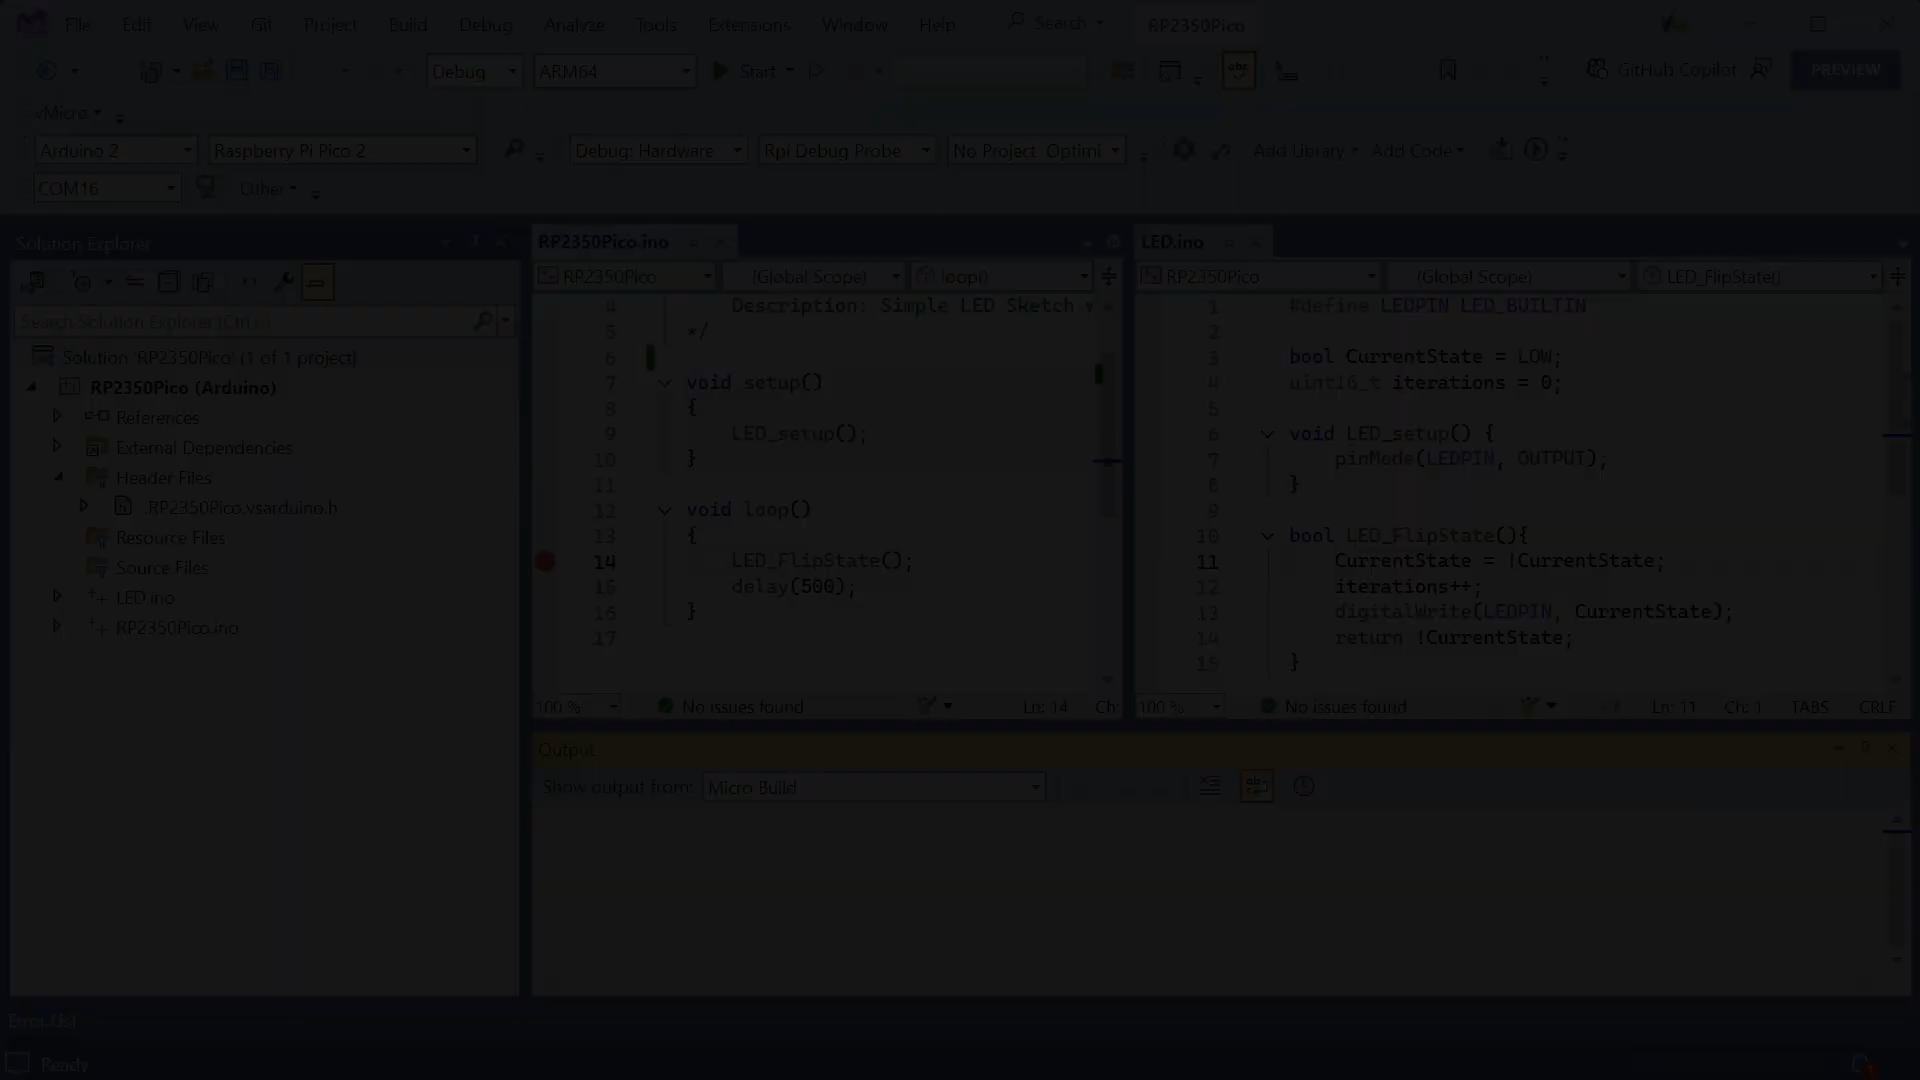 File Edit View Git Project Build Debug Analyze Tools Extensions Window Help Search RP2350Pico
Debug ARM64 Start GitHub Copilot PREVIEW
vMicro
Arduino 2 Raspberry Pi Pico 2 Debug: Hardware Rpi Debug Probe No Project Optimi Add Library Add Code
COM16 Other
Solution Explorer
Search Solution Explorer (Ctrl+;)
Solution 'RP2350Pico' (1 of 1 project)
RP2350Pico (Arduino)
References
External Dependencies
Header Files
.RP2350Pico.vsarduino.h
Resource Files
Source Files
LED.ino
RP2350Pico.ino
RP2350Pico.ino
RP2350Pico (Global Scope) loop()
4 Description: Simple LED Sketch
5 */
6
7 void setup()
8 {
9 LED_setup();
10 }
11
12 void loop()
13 {
14 LED_FlipState();
15 delay(500);
16 }
17
100 % No issues found Ln: 14 Ch:
LED.ino
RP2350Pico (Global Scope) LED_FlipState()
1 #define LEDPIN LED_BUILTIN
2
3 bool CurrentState = LOW;
4 uint16_t iterations = 0;
5
6 void LED_setup() {
7 pinMode(LEDPIN, OUTPUT);
8 }
9
10 bool LED_FlipState(){
11 CurrentState = !CurrentState;
12 iterations++;
13 digitalWrite(LEDPIN, CurrentState);
14 return !CurrentState;
15 }
100 % No issues found Ln: 11 Ch: 1 TABS CRLF
Output
Show output from: Micro Build
Error List
Ready